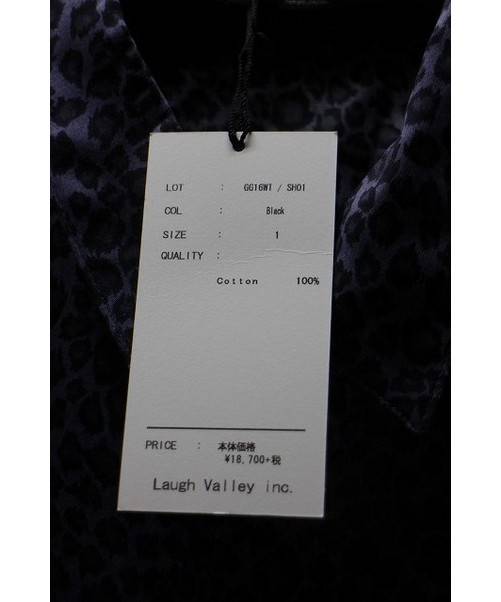 LOT : GG16WT / SH01
COL : Black
SIZE : 1
QUALITY :
Cotton 100%
PRICE : 本体価格
¥18,700+税
Laugh Valley inc.